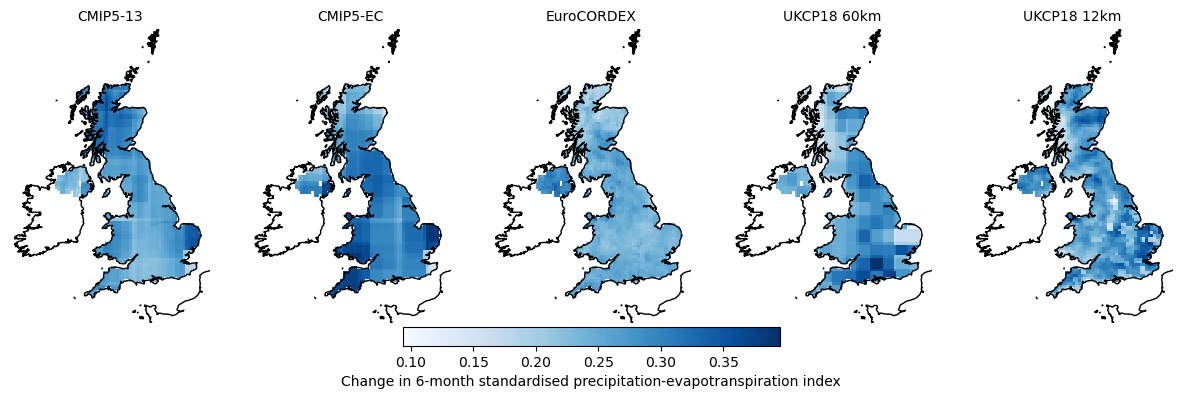 CMIP5-13 CMIP5-EC EuroCORDEX UKCP18 60km UKCP18 12km
0.10 0.15 0.20 0.25 0.30 0.35
Change in 6-month standardised precipitation-evapotranspiration index